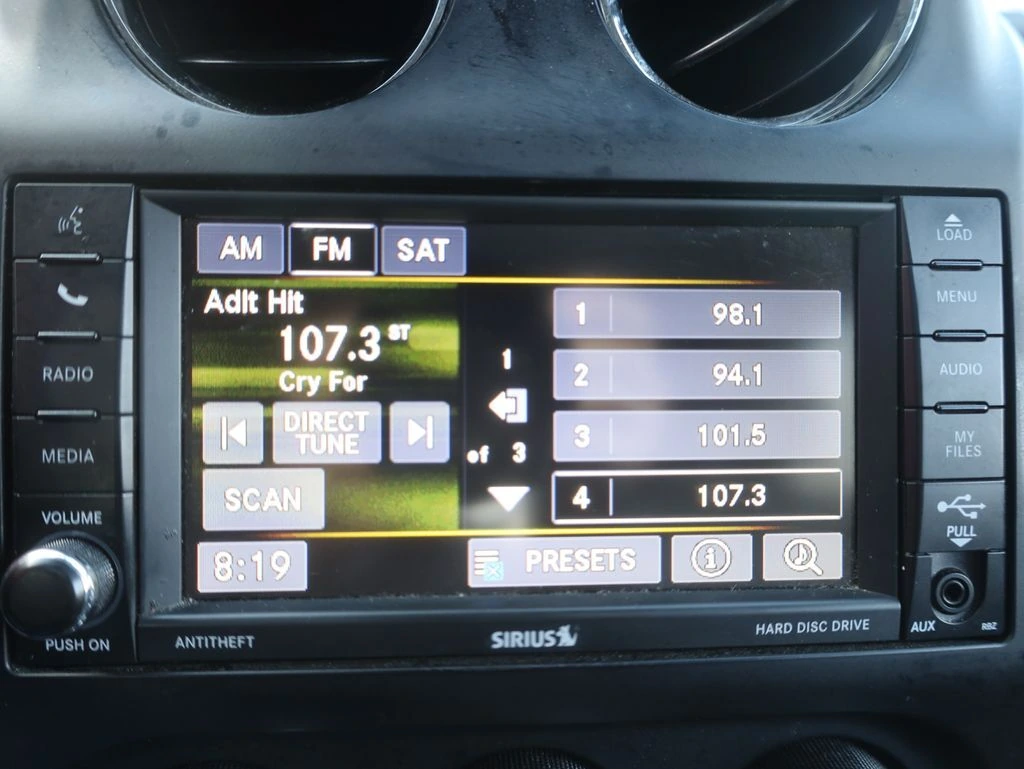 AM
FM
SAT
Adlt Hit
107.3 ST
Cry For
DIRECT
TUNE
SCAN
8:19
1
of 3
1 98.1
2 94.1
3 101.5
4 107.3
PRESETS
RADIO
MEDIA
VOLUME
PUSH ON
LOAD
MENU
AUDIO
MY
FILES
PULL
AUX
RBZ
ANTITHEFT
SIRIUS
HARD DISC DRIVE